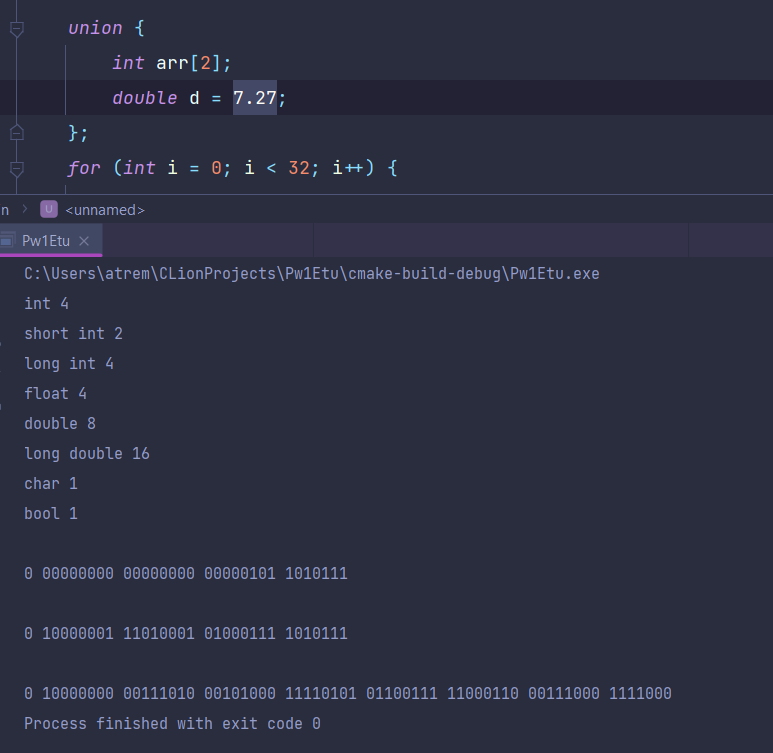 union {
int arr[2];
double d = 7.27;
};
for (int i = 0; i < 32; i++) {
n > U <unnamed>
Pw1Etu ×
C:\Users\atrem\CLionProjects\Pw1Etu\cmake-build-debug\Pw1Etu.exe
int 4
short int 2
long int 4
float 4
double 8
long double 16
char 1
bool 1
0 00000000 00000000 00000101 1010111
0 10000001 11010001 01000111 1010111
0 10000000 00111010 00101000 11110101 01100111 11000110 00111000 1111000
Process finished with exit code 0